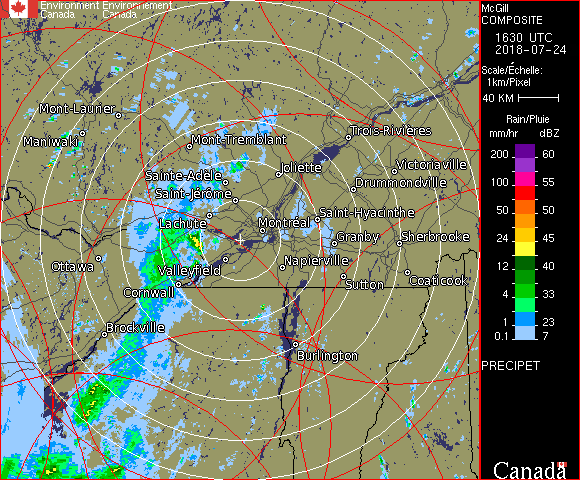 Environment Environnement
Canada Canada
McGill
COMPOSITE
1630 UTC
2018-07-24
Scale/Échelle:
1km/Pixel
40 KM
Rain/Pluie
mm/hr dBZ
200 60
150 57
100 55
50 50
24 45
12 40
4 33
1 23
0.1 7
PRECIPET
Canada
Mont-Laurier
Maniwaki
Mont-Tremblant
Trois-Rivières
Joliette
Victoriaville
Sainte-Adèle
Drummondville
Saint-Jérôme
Lachute
Saint-Hyacinthe
Montréal
Granby
Sherbrooke
Ottawa
Valleyfield
Napierville
Sutton
Coaticook
Cornwall
Brockville
Burlington